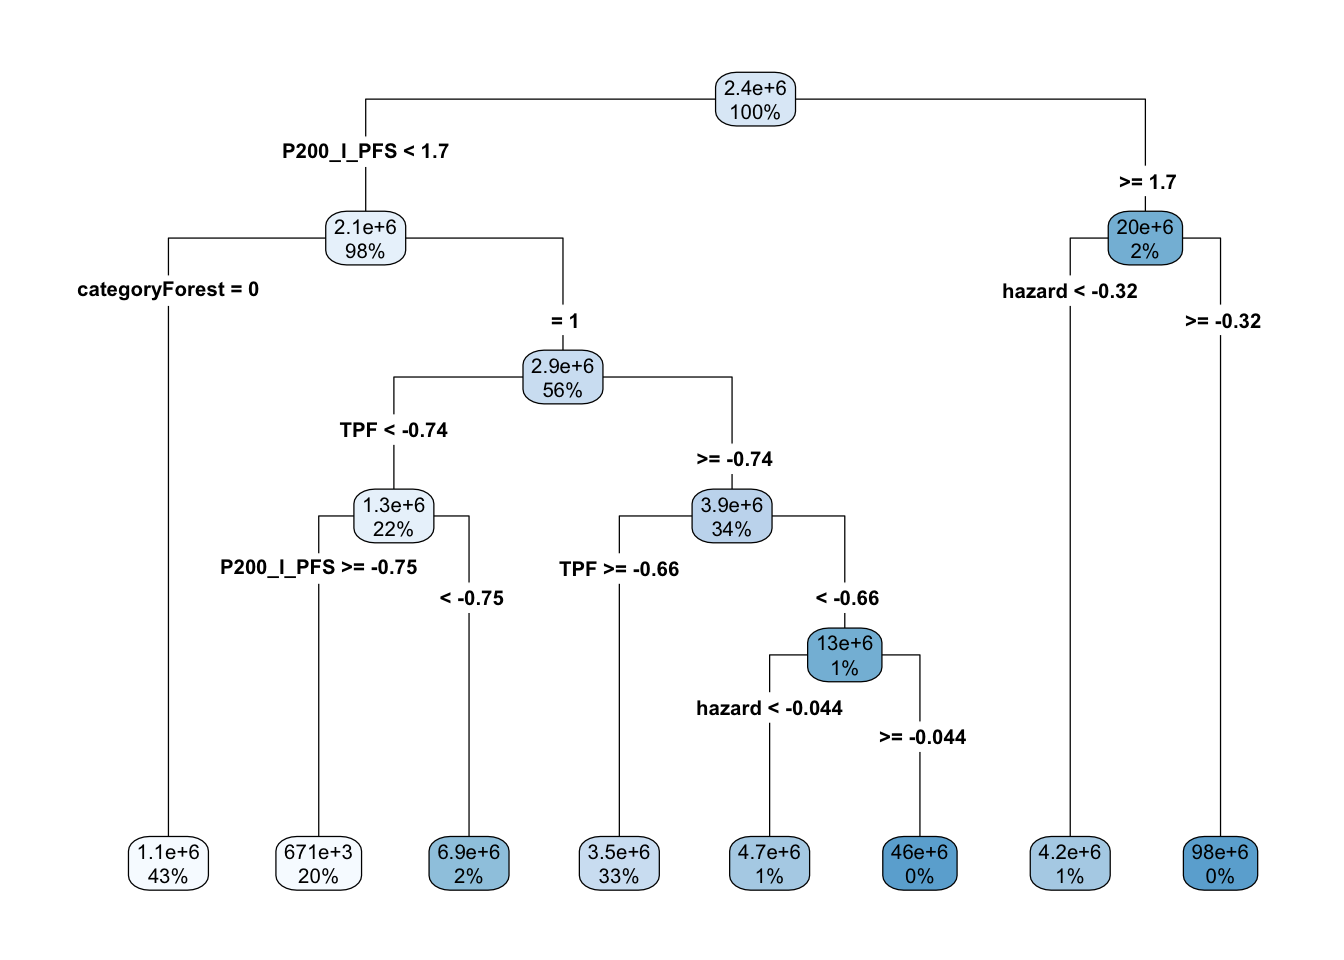 2.4e+6
100%
P200_I_PFS < 1.7
>= 1.7
2.1e+6
98%
20e+6
2%
categoryForest = 0
= 1
hazard < -0.32
>= -0.32
2.9e+6
56%
TPF < -0.74
>= -0.74
1.3e+6
22%
3.9e+6
34%
P200_I_PFS >= -0.75
< -0.75
TPF >= -0.66
< -0.66
13e+6
1%
hazard < -0.044
>= -0.044
1.1e+6
43%
671e+3
20%
6.9e+6
2%
3.5e+6
33%
4.7e+6
1%
46e+6
0%
4.2e+6
1%
98e+6
0%